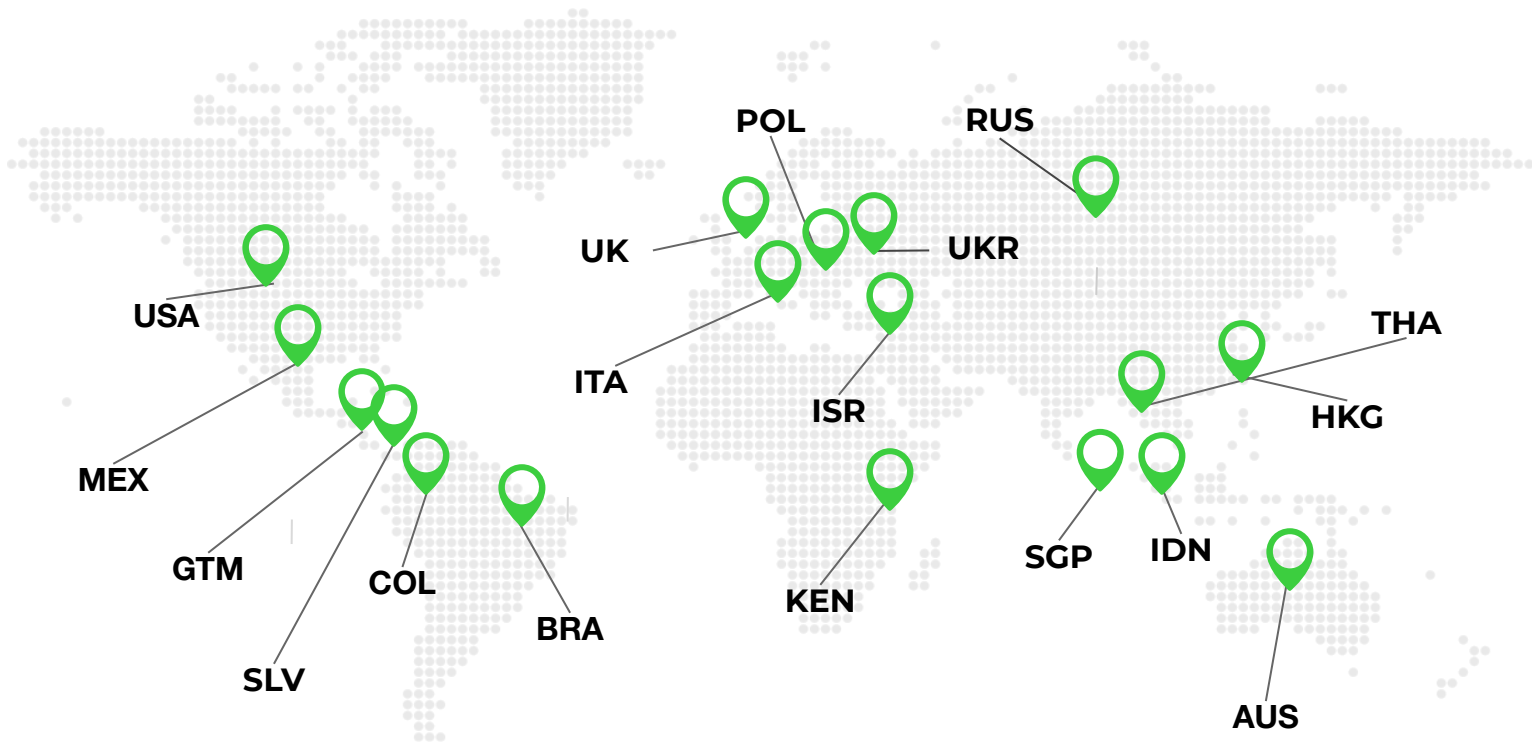 POL
RUS
UK
UKR
USA
THA
ITA
ISR
HKG
MEX
SGP
IDN
GTM
COL
KEN
BRA
SLV
AUS